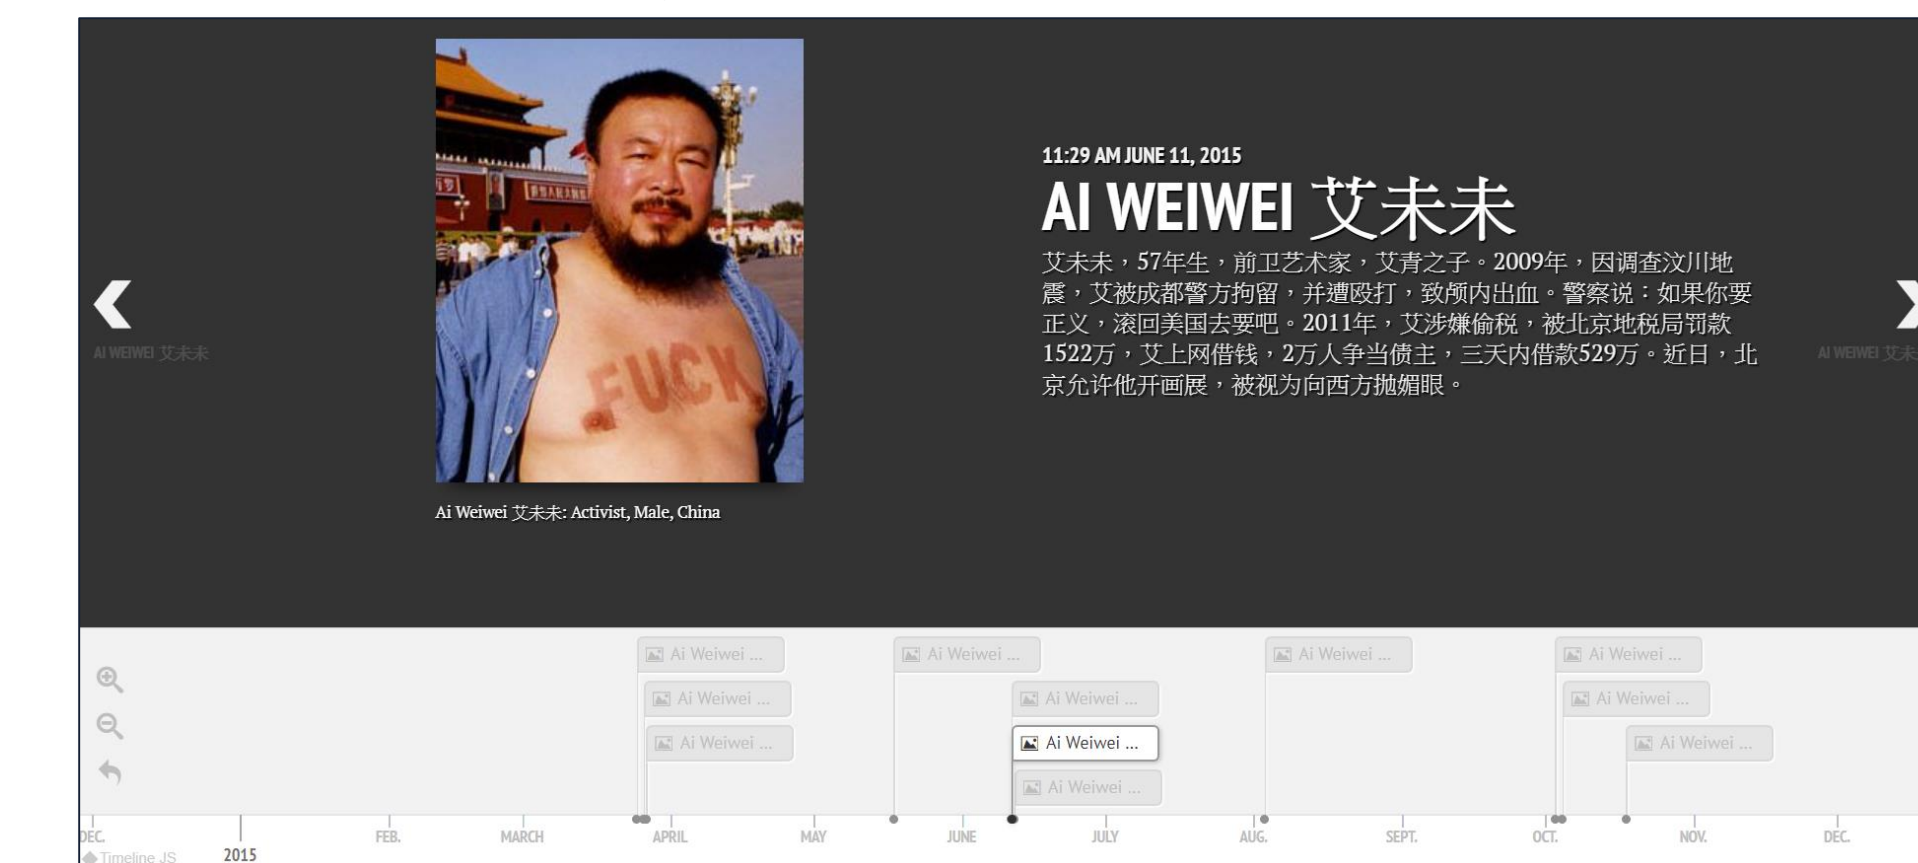 11:29 AM JUNE 11, 2015
AI WEIWEI 艾未未
艾未未，57年生，前卫艺术家，艾青之子。2009年，因调查汶川地
震，艾被成都警方拘留，并遭殴打，致颅内出血。警察说：如果你要
正义，滚回美国去要吧。2011年，艾涉嫌偷税，被北京地税局罚款
1522万，艾上网借钱，2万人争当债主，三天内借款529万。近日，北
京允许他开画展，被视为向西方抛媚眼。
FUCK
AI WEIWEI 艾未未
AI WEIWEI 艾未
Ai Weiwei 艾未未: Activist, Male, China
Ai Weiwei ...
Ai Weiwei ...
Ai Weiwei ...
Ai Weiwei ...
Ai Weiwei ...
Ai Weiwei ...
Ai Weiwei ...
Ai Weiwei ...
Ai Weiwei ...
Ai Weiwei ...
Ai Weiwei ...
DEC. FEB. MARCH APRIL MAY JUNE JULY AUG. SEPT. OCT. NOV. DEC.
Timeline JS 2015